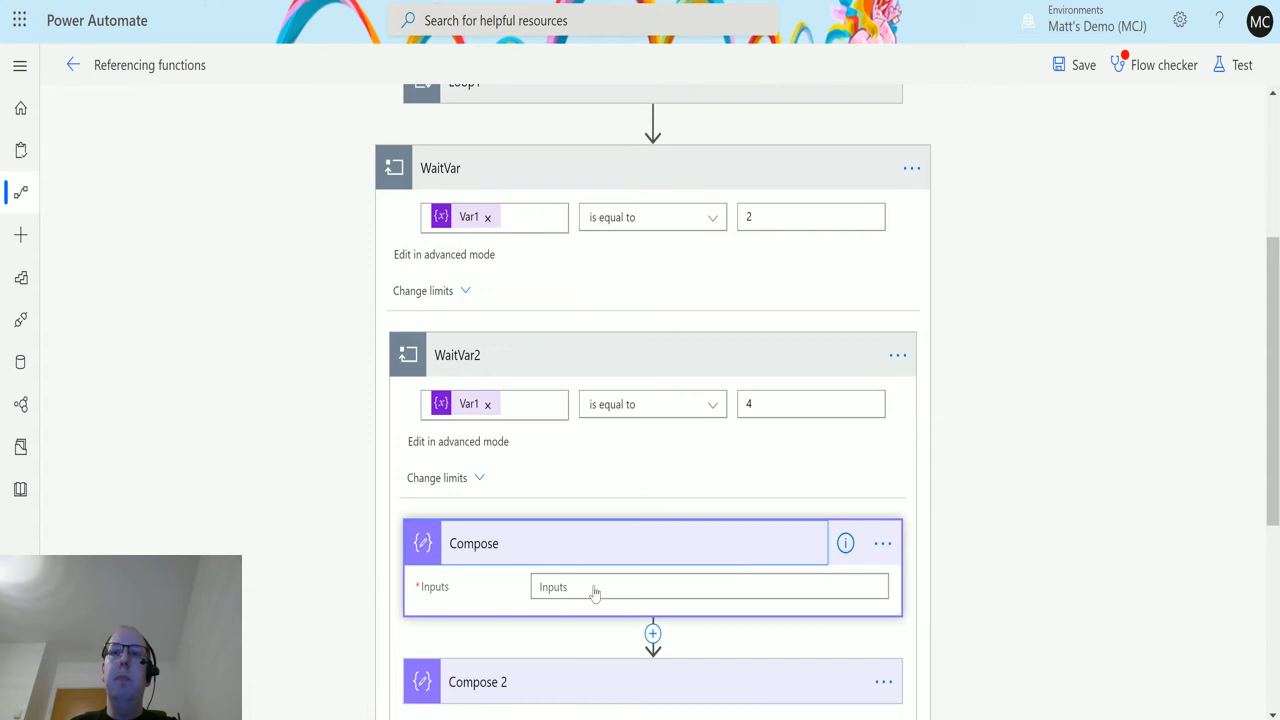 Power Automate
Search for helpful resources
Environments
Matt's Demo (MCJ)
MC
Referencing functions
Save
Flow checker
Test
WaitVar
Var1 x
is equal to
2
Edit in advanced mode
Change limits
WaitVar2
Var1 x
is equal to
4
Edit in advanced mode
Change limits
Compose
*Inputs
Inputs
Compose 2